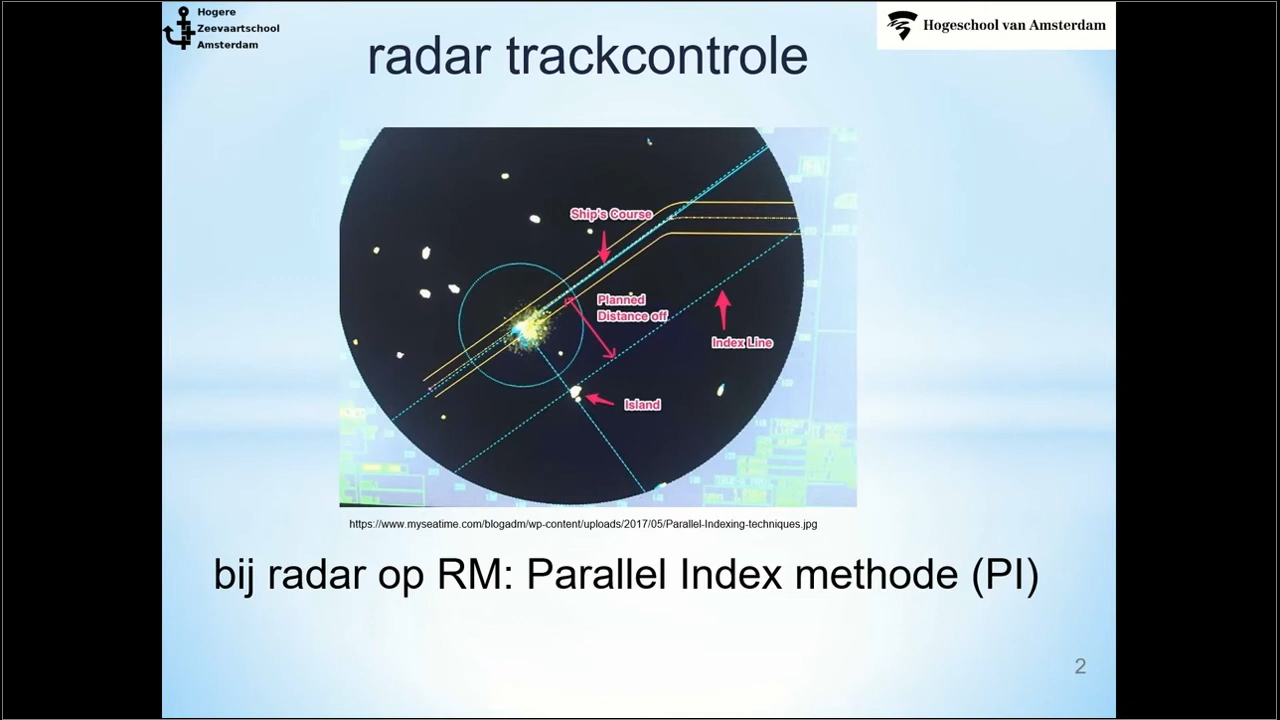 Hogere
Zeevaartschool
Amsterdam
Hogeschool van Amsterdam
radar trackcontrole
Ship's Course
Planned
Distance off
Index Line
Island
https://www.myseatime.com/blogadm/wp-content/uploads/2017/05/Parallel-Indexing-techniques.jpg
bij radar op RM: Parallel Index methode (PI)
2